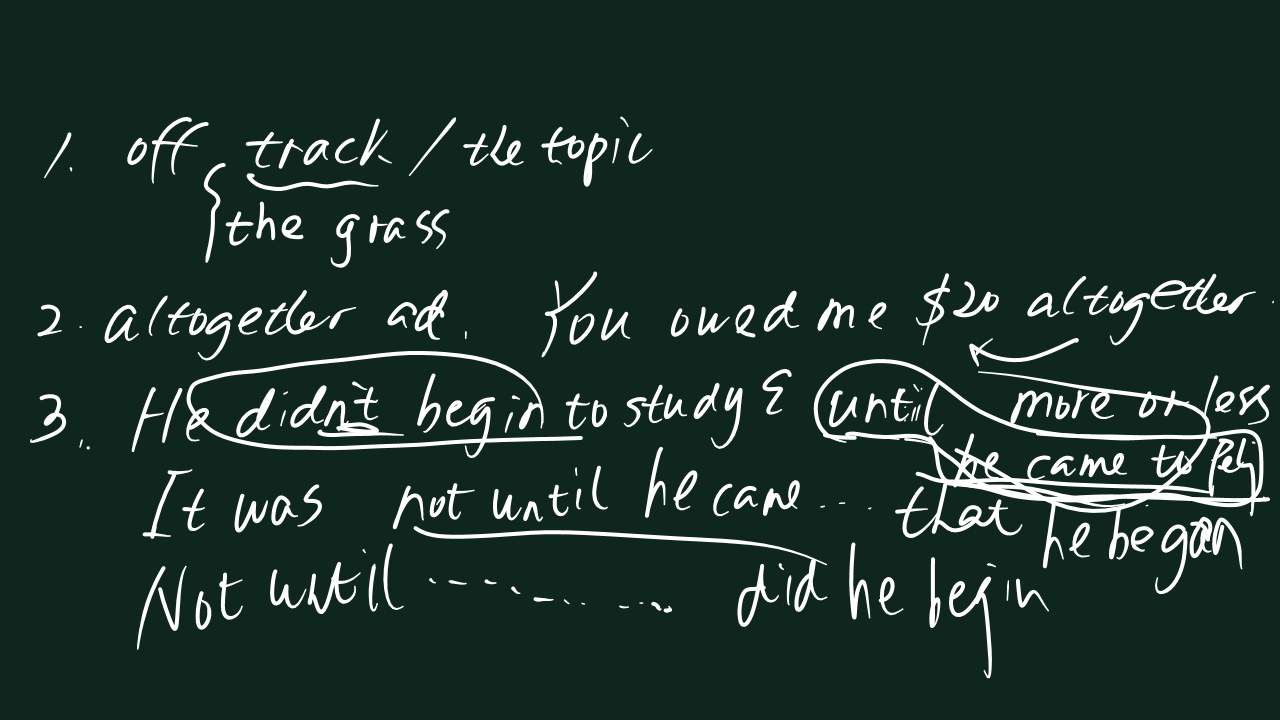 1. off track / the topic
the grass
2. altogether ad. You owed me $20 altogether
more or less
3. He didn't begin to study E until he came to
It was not until he came ... that he began
Not until ........... did he begin